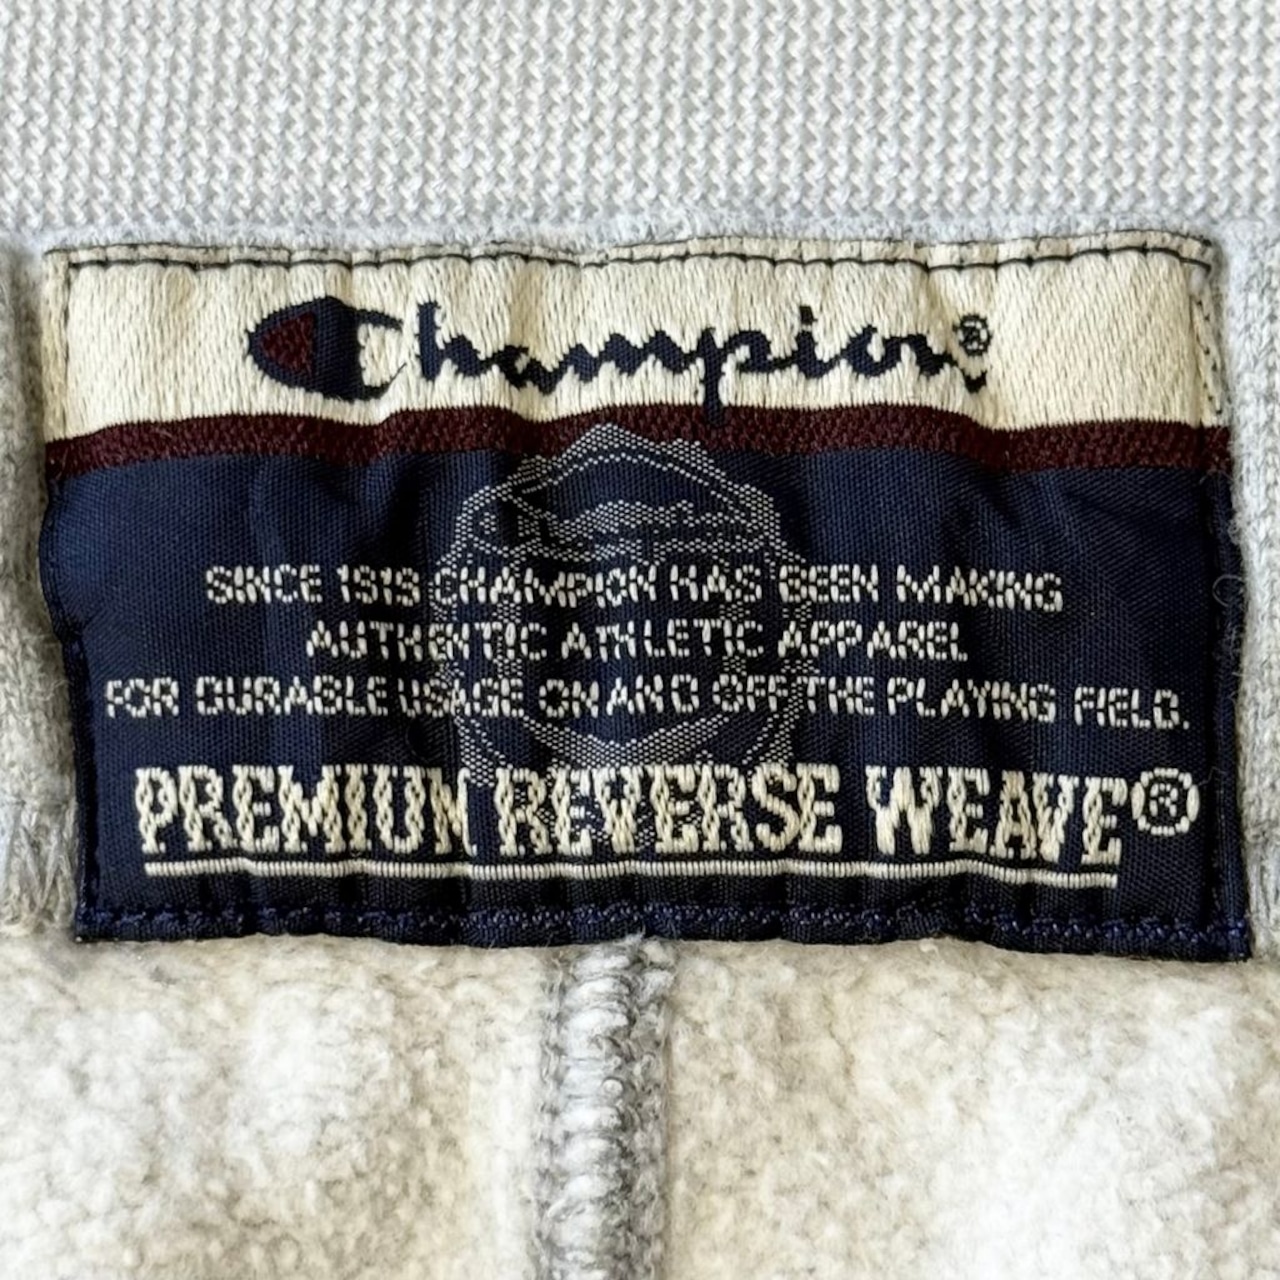 Champion®
SINCE 1919 CHAMPION HAS BEEN MAKING
AUTHENTIC ATHLETIC APPAREL
FOR DURABLE USAGE ON AND OFF THE PLAYING FIELD.
PREMIUM REVERSE WEAVE®